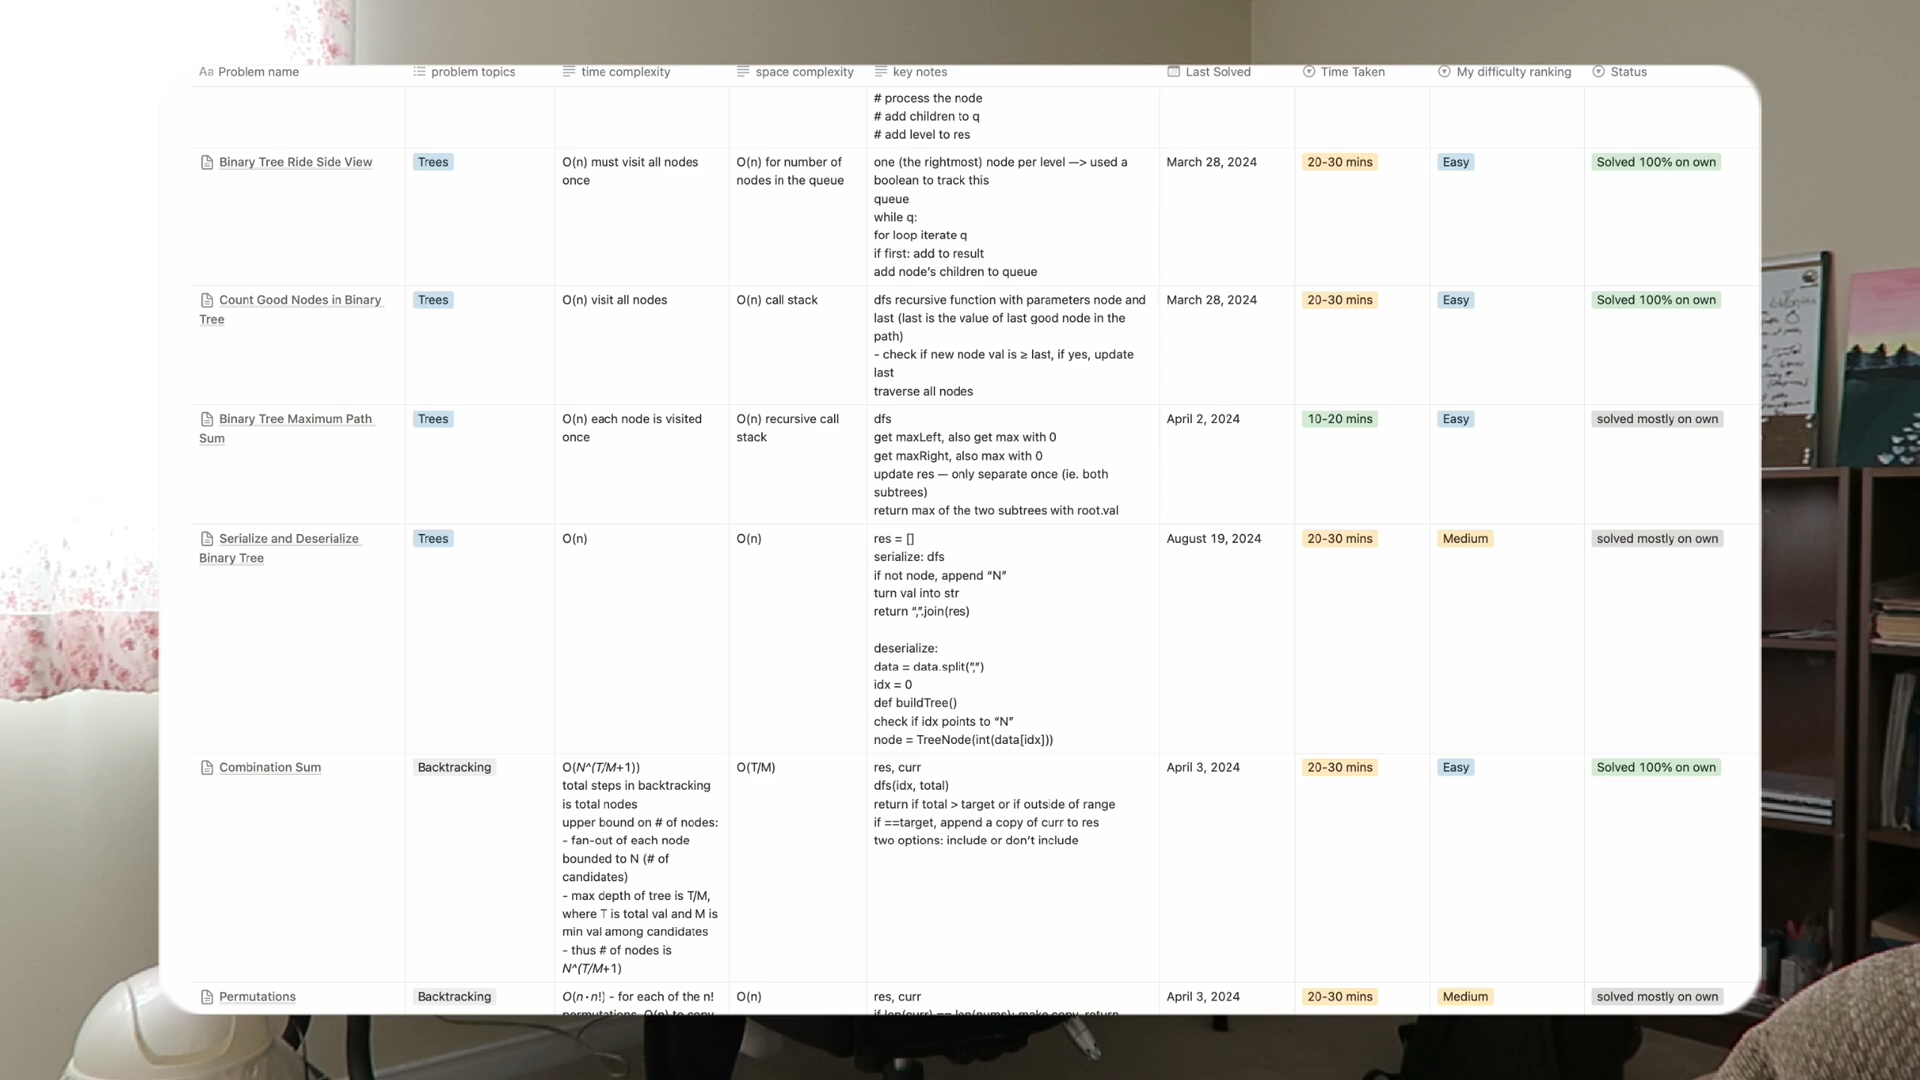 Aa Problem name problem topics time complexity space complexity key notes Last Solved Time Taken My difficulty ranking Status
# process the node
# add children to q
# add level to res
Binary Tree Ride Side View
Trees
O(n) must visit all nodes
once
O(n) for number of
nodes in the queue
one (the rightmost) node per level —> used a
boolean to track this
queue
while q:
for loop iterate q
if first: add to result
add node's children to queue
March 28, 2024
20-30 mins
Easy
Solved 100% on own
Count Good Nodes in Binary
Tree
Trees
O(n) visit all nodes
O(n) call stack
dfs recursive function with parameters node and
last (last is the value of last good node in the
path)
- check if new node val is ≥ last, if yes, update
last
traverse all nodes
March 28, 2024
20-30 mins
Easy
Solved 100% on own
Binary Tree Maximum Path
Sum
Trees
O(n) each node is visited
once
O(n) recursive call
stack
dfs
get maxLeft, also get max with 0
get maxRight, also max with 0
update res — only separate once (ie. both
subtrees)
return max of the two subtrees with root.val
April 2, 2024
10-20 mins
Easy
solved mostly on own
Serialize and Deserialize
Binary Tree
Trees
O(n)
O(n)
res = []
serialize: dfs
if not node, append “N”
turn val into str
return “,”.join(res)
deserialize:
data = data.split(“,”)
idx = 0
def buildTree()
check if idx points to “N”
node = TreeNode(int(data[idx]))
August 19, 2024
20-30 mins
Medium
solved mostly on own
Combination Sum
Backtracking
O(N^(T/M+1))
total steps in backtracking
is total nodes
upper bound on # of nodes:
- fan-out of each node
bounded to N (# of
candidates)
- max depth of tree is T/M,
where T is total val and M is
min val among candidates
- thus # of nodes is
N^(T/M+1)
O(T/M)
res, curr
dfs(idx, total)
return if total > target or if outside of range
if ==target, append a copy of curr to res
two options: include or don't include
April 3, 2024
20-30 mins
Easy
Solved 100% on own
Permutations
Backtracking
O(n · n!) - for each of the n!
permutations, O(n) to copy
O(n)
res, curr
if len(curr) == len(nums): make copy, return
April 3, 2024
20-30 mins
Medium
solved mostly on own